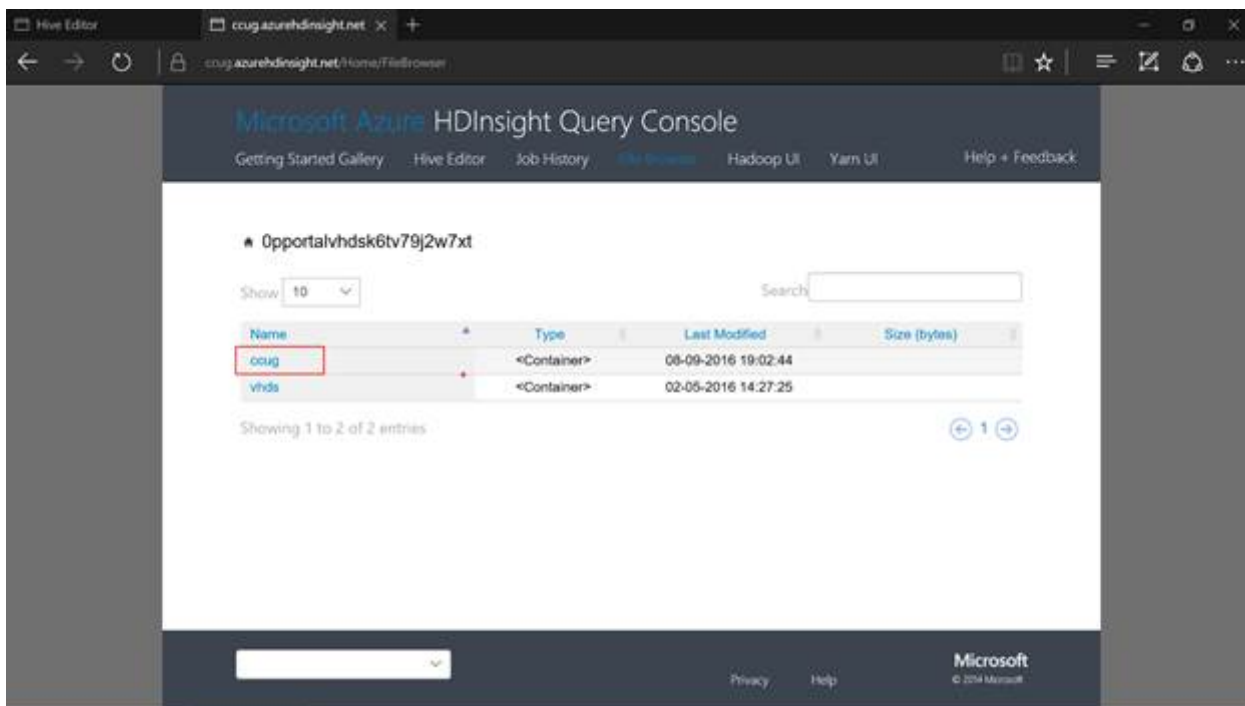 Hive Editor
ccug.azurehdinsight.net
ccug.azurehdinsight.net/Home/FileBrowser
Microsoft Azure HDInsight Query Console
Getting Started Gallery Hive Editor Job History File Browser Hadoop UI Yarn UI Help + Feedback
0pportalvhdsk6tv79j2w7xt
Show 10 Search
Name Type Last Modified Size (bytes)
ccug <Container> 08-09-2016 19:02:44
vhds <Container> 02-05-2016 14:27:25
Showing 1 to 2 of 2 entries
1
Microsoft
Privacy Help © 2014 Microsoft